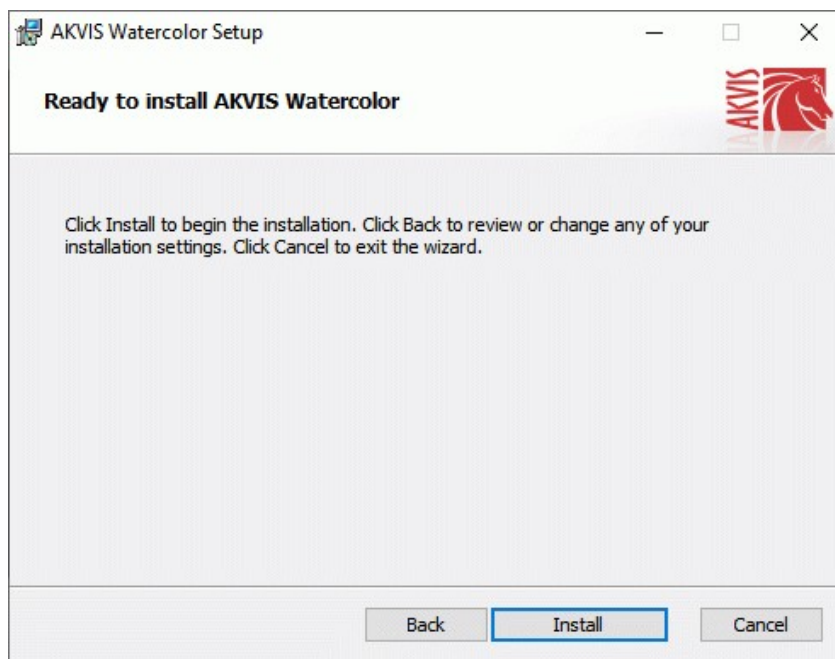 AKVIS Watercolor Setup
Ready to install AKVIS Watercolor
AKVIS
Click Install to begin the installation. Click Back to review or change any of your
installation settings. Click Cancel to exit the wizard.
Back Install Cancel